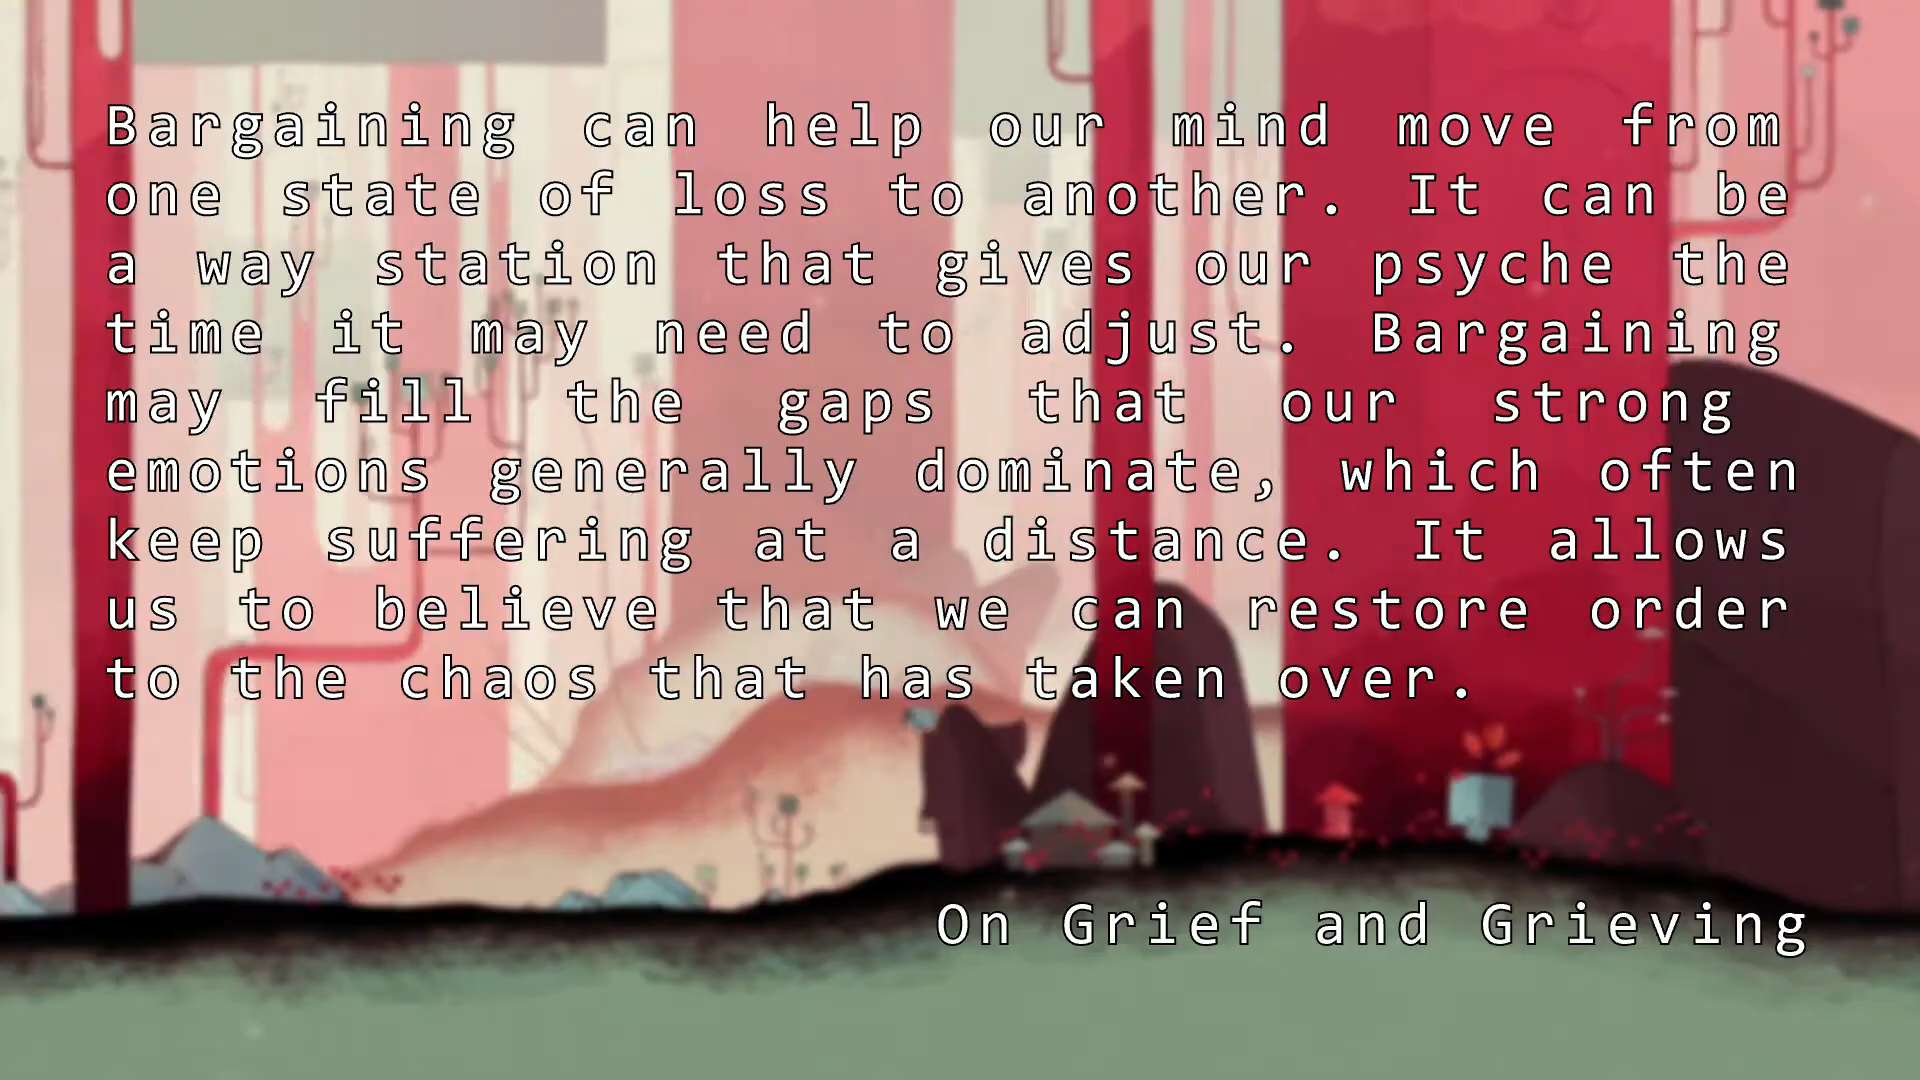 Bargaining can help our mind move from
one state of loss to another. It can be
a way station that gives our psyche the
time it may need to adjust. Bargaining
may fill the gaps that our strong
emotions generally dominate, which often
keep suffering at a distance. It allows
us to believe that we can restore order
to the chaos that has taken over.
On Grief and Grieving